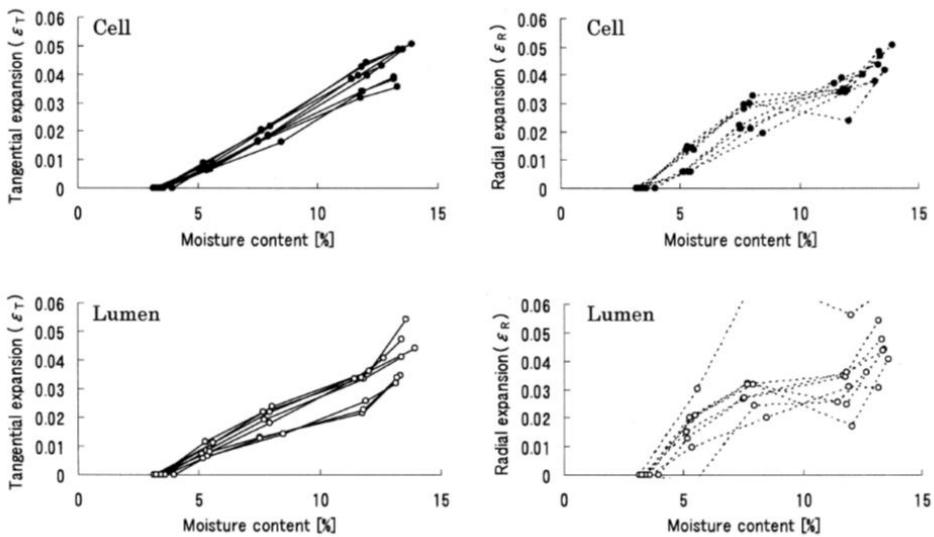 Cell
Tangential expansion (εT)
0.06
0.05
0.04
0.03
0.02
0.01
0
0 5 10 15
Moisture content [%]
Cell
Radial expansion (εR)
0.06
0.05
0.04
0.03
0.02
0.01
0
0 5 10 15
Moisture content [%]
Lumen
Tangential expansion (εT)
0.06
0.05
0.04
0.03
0.02
0.01
0
0 5 10 15
Moisture content [%]
Lumen
Radial expansion (εR)
0.06
0.05
0.04
0.03
0.02
0.01
0
0 5 10 15
Moisture content [%]